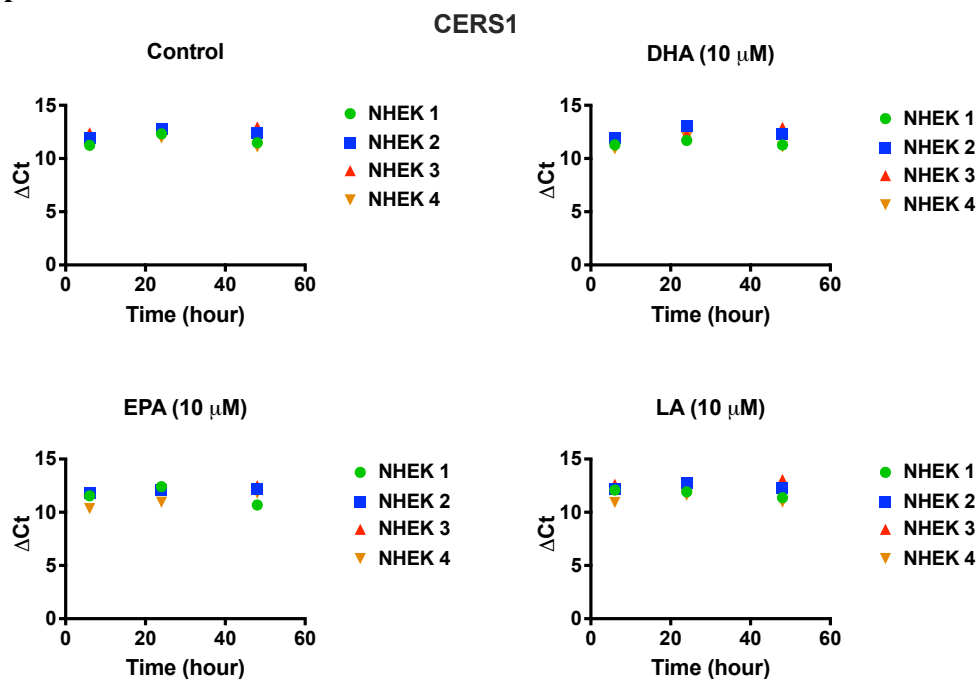 CERS1
Control
15
10
5
0
ΔCt
0 20 40 60
Time (hour)
NHEK 1
NHEK 2
NHEK 3
NHEK 4
DHA (10 μM)
15
10
5
0
ΔCt
0 20 40 60
Time (hour)
NHEK 1
NHEK 2
NHEK 3
NHEK 4
EPA (10 μM)
15
10
5
0
ΔCt
0 20 40 60
Time (hour)
NHEK 1
NHEK 2
NHEK 3
NHEK 4
LA (10 μM)
15
10
5
0
ΔCt
0 20 40 60
Time (hour)
NHEK 1
NHEK 2
NHEK 3
NHEK 4